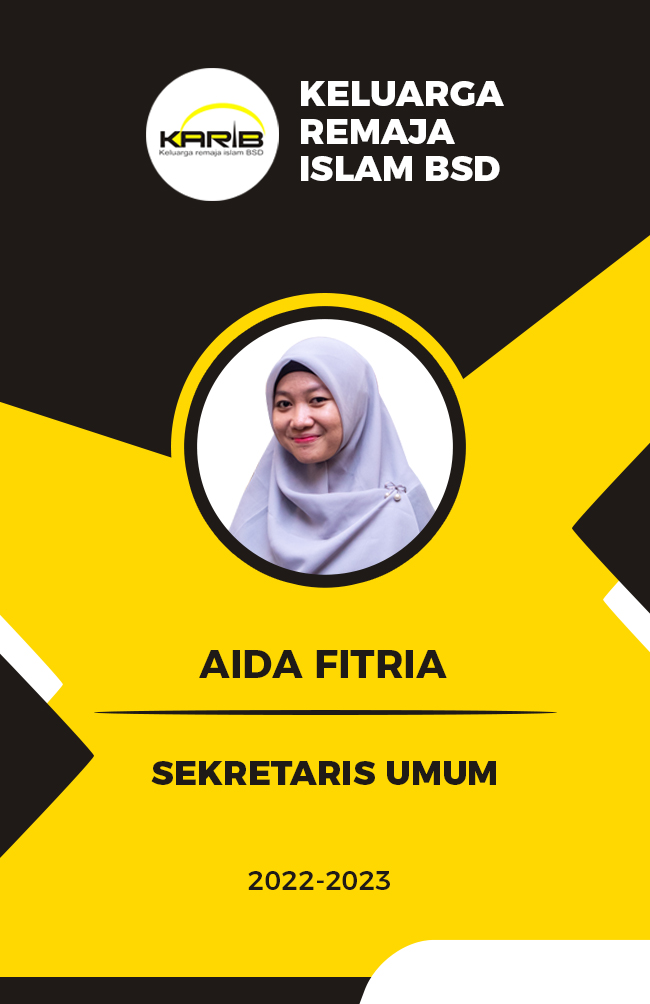 KARIB
Keluarga remaja islam BSD
KELUARGA
REMAJA
ISLAM BSD
AIDA FITRIA
SEKRETARIS UMUM
2022-2023